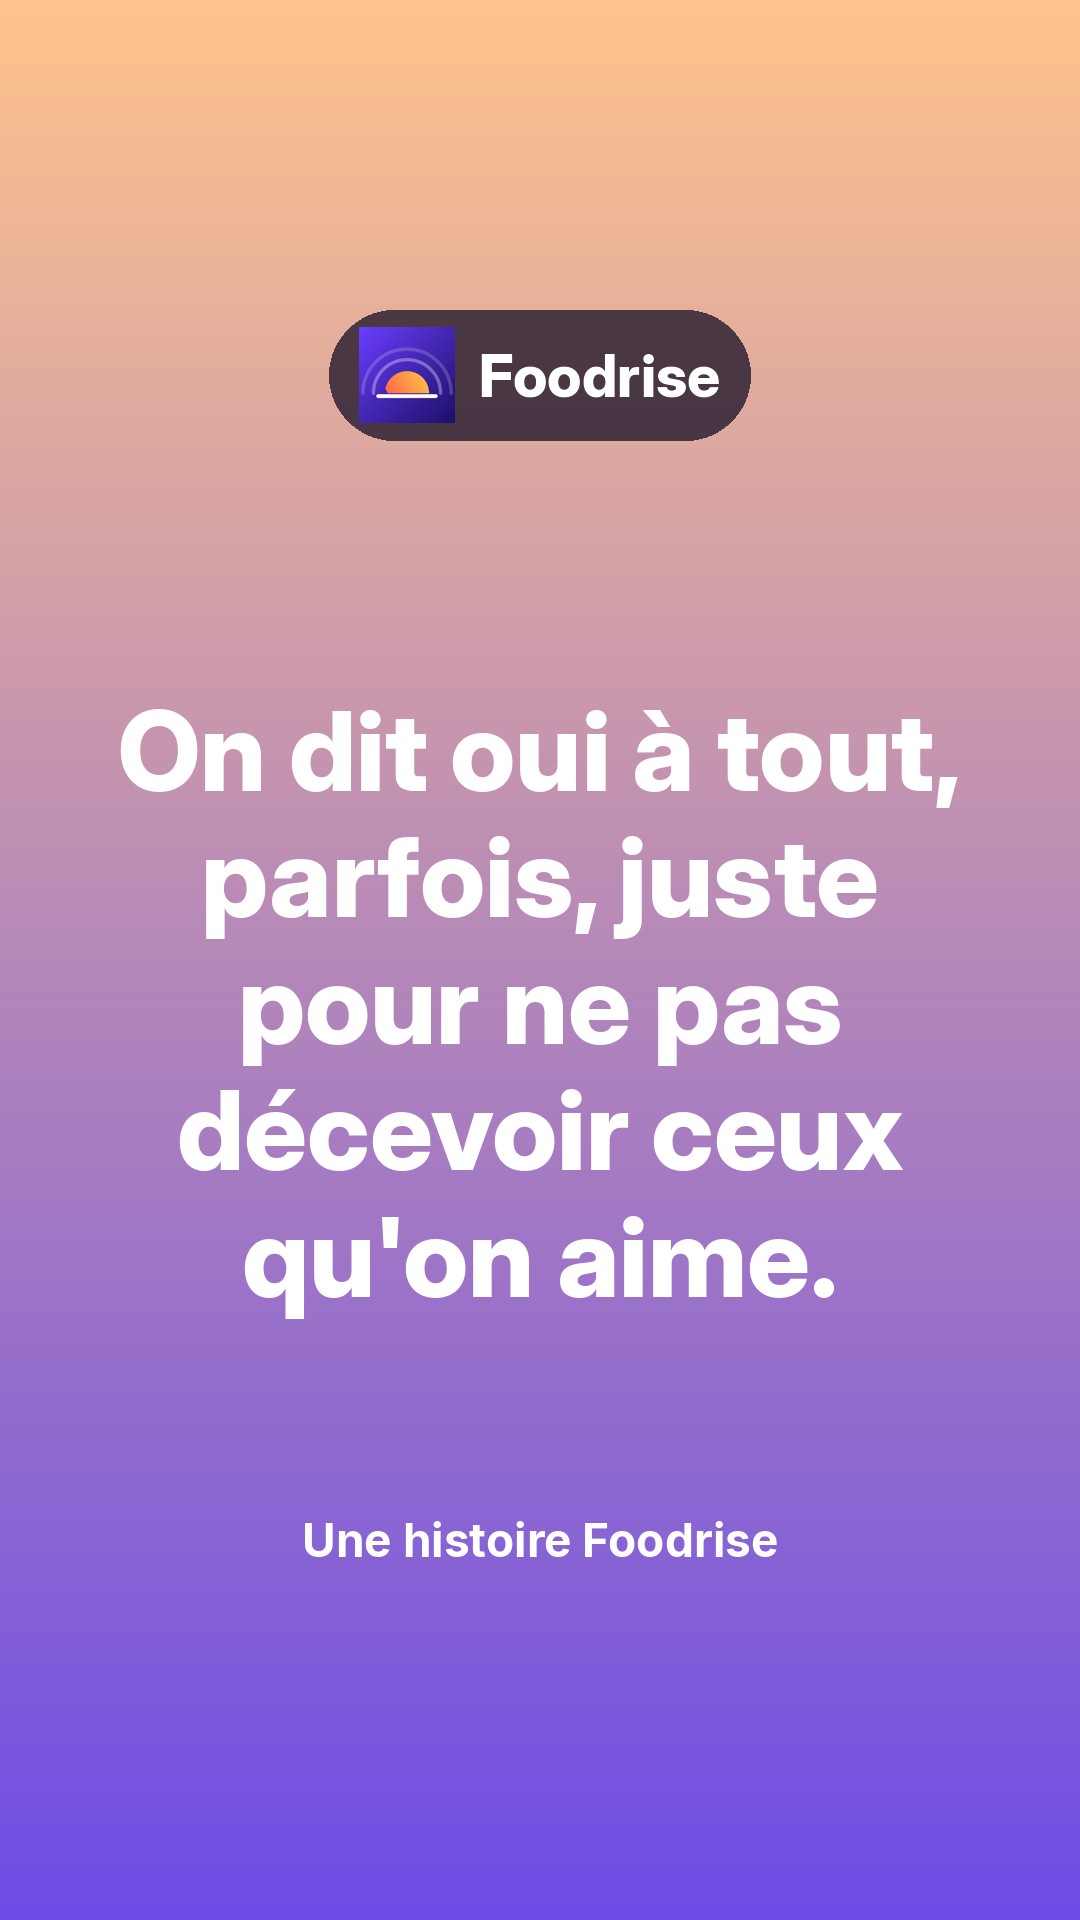 Foodrise
On dit oui à tout,
parfois, juste
pour ne pas
décevoir ceux
qu'on aime.
Une histoire Foodrise